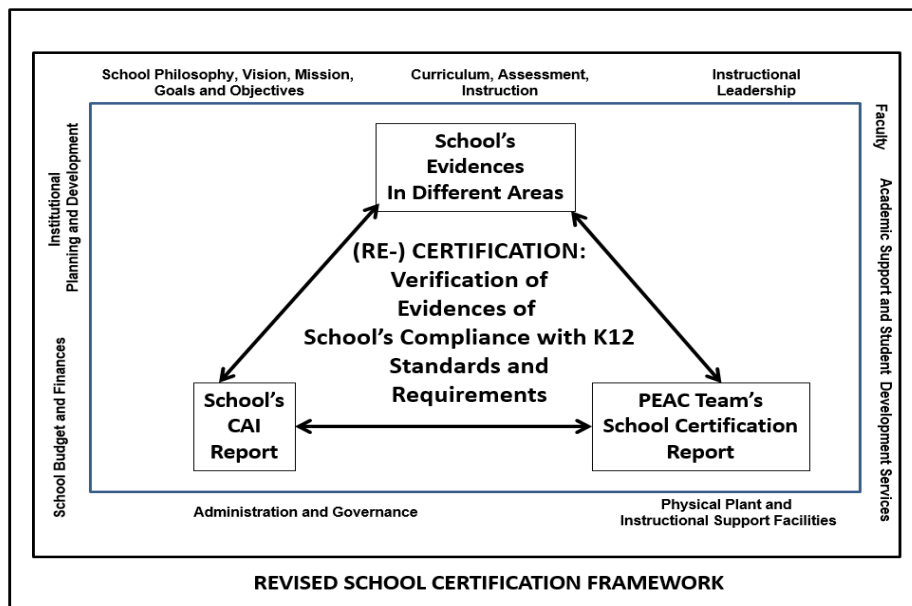 School Philosophy, Vision, Mission,
Goals and Objectives
Curriculum, Assessment,
Instruction
Instructional
Leadership
Institutional
Planning and Development
School Budget and Finances
School's
Evidences
In Different Areas
(RE-) CERTIFICATION:
Verification of
Evidences of
School's Compliance with K12
Standards and
Requirements
School's
CAI
Report
PEAC Team's
School Certification
Report
Faculty
Academic Support and Student Development Services
Administration and Governance
Physical Plant and
Instructional Support Facilities
REVISED SCHOOL CERTIFICATION FRAMEWORK